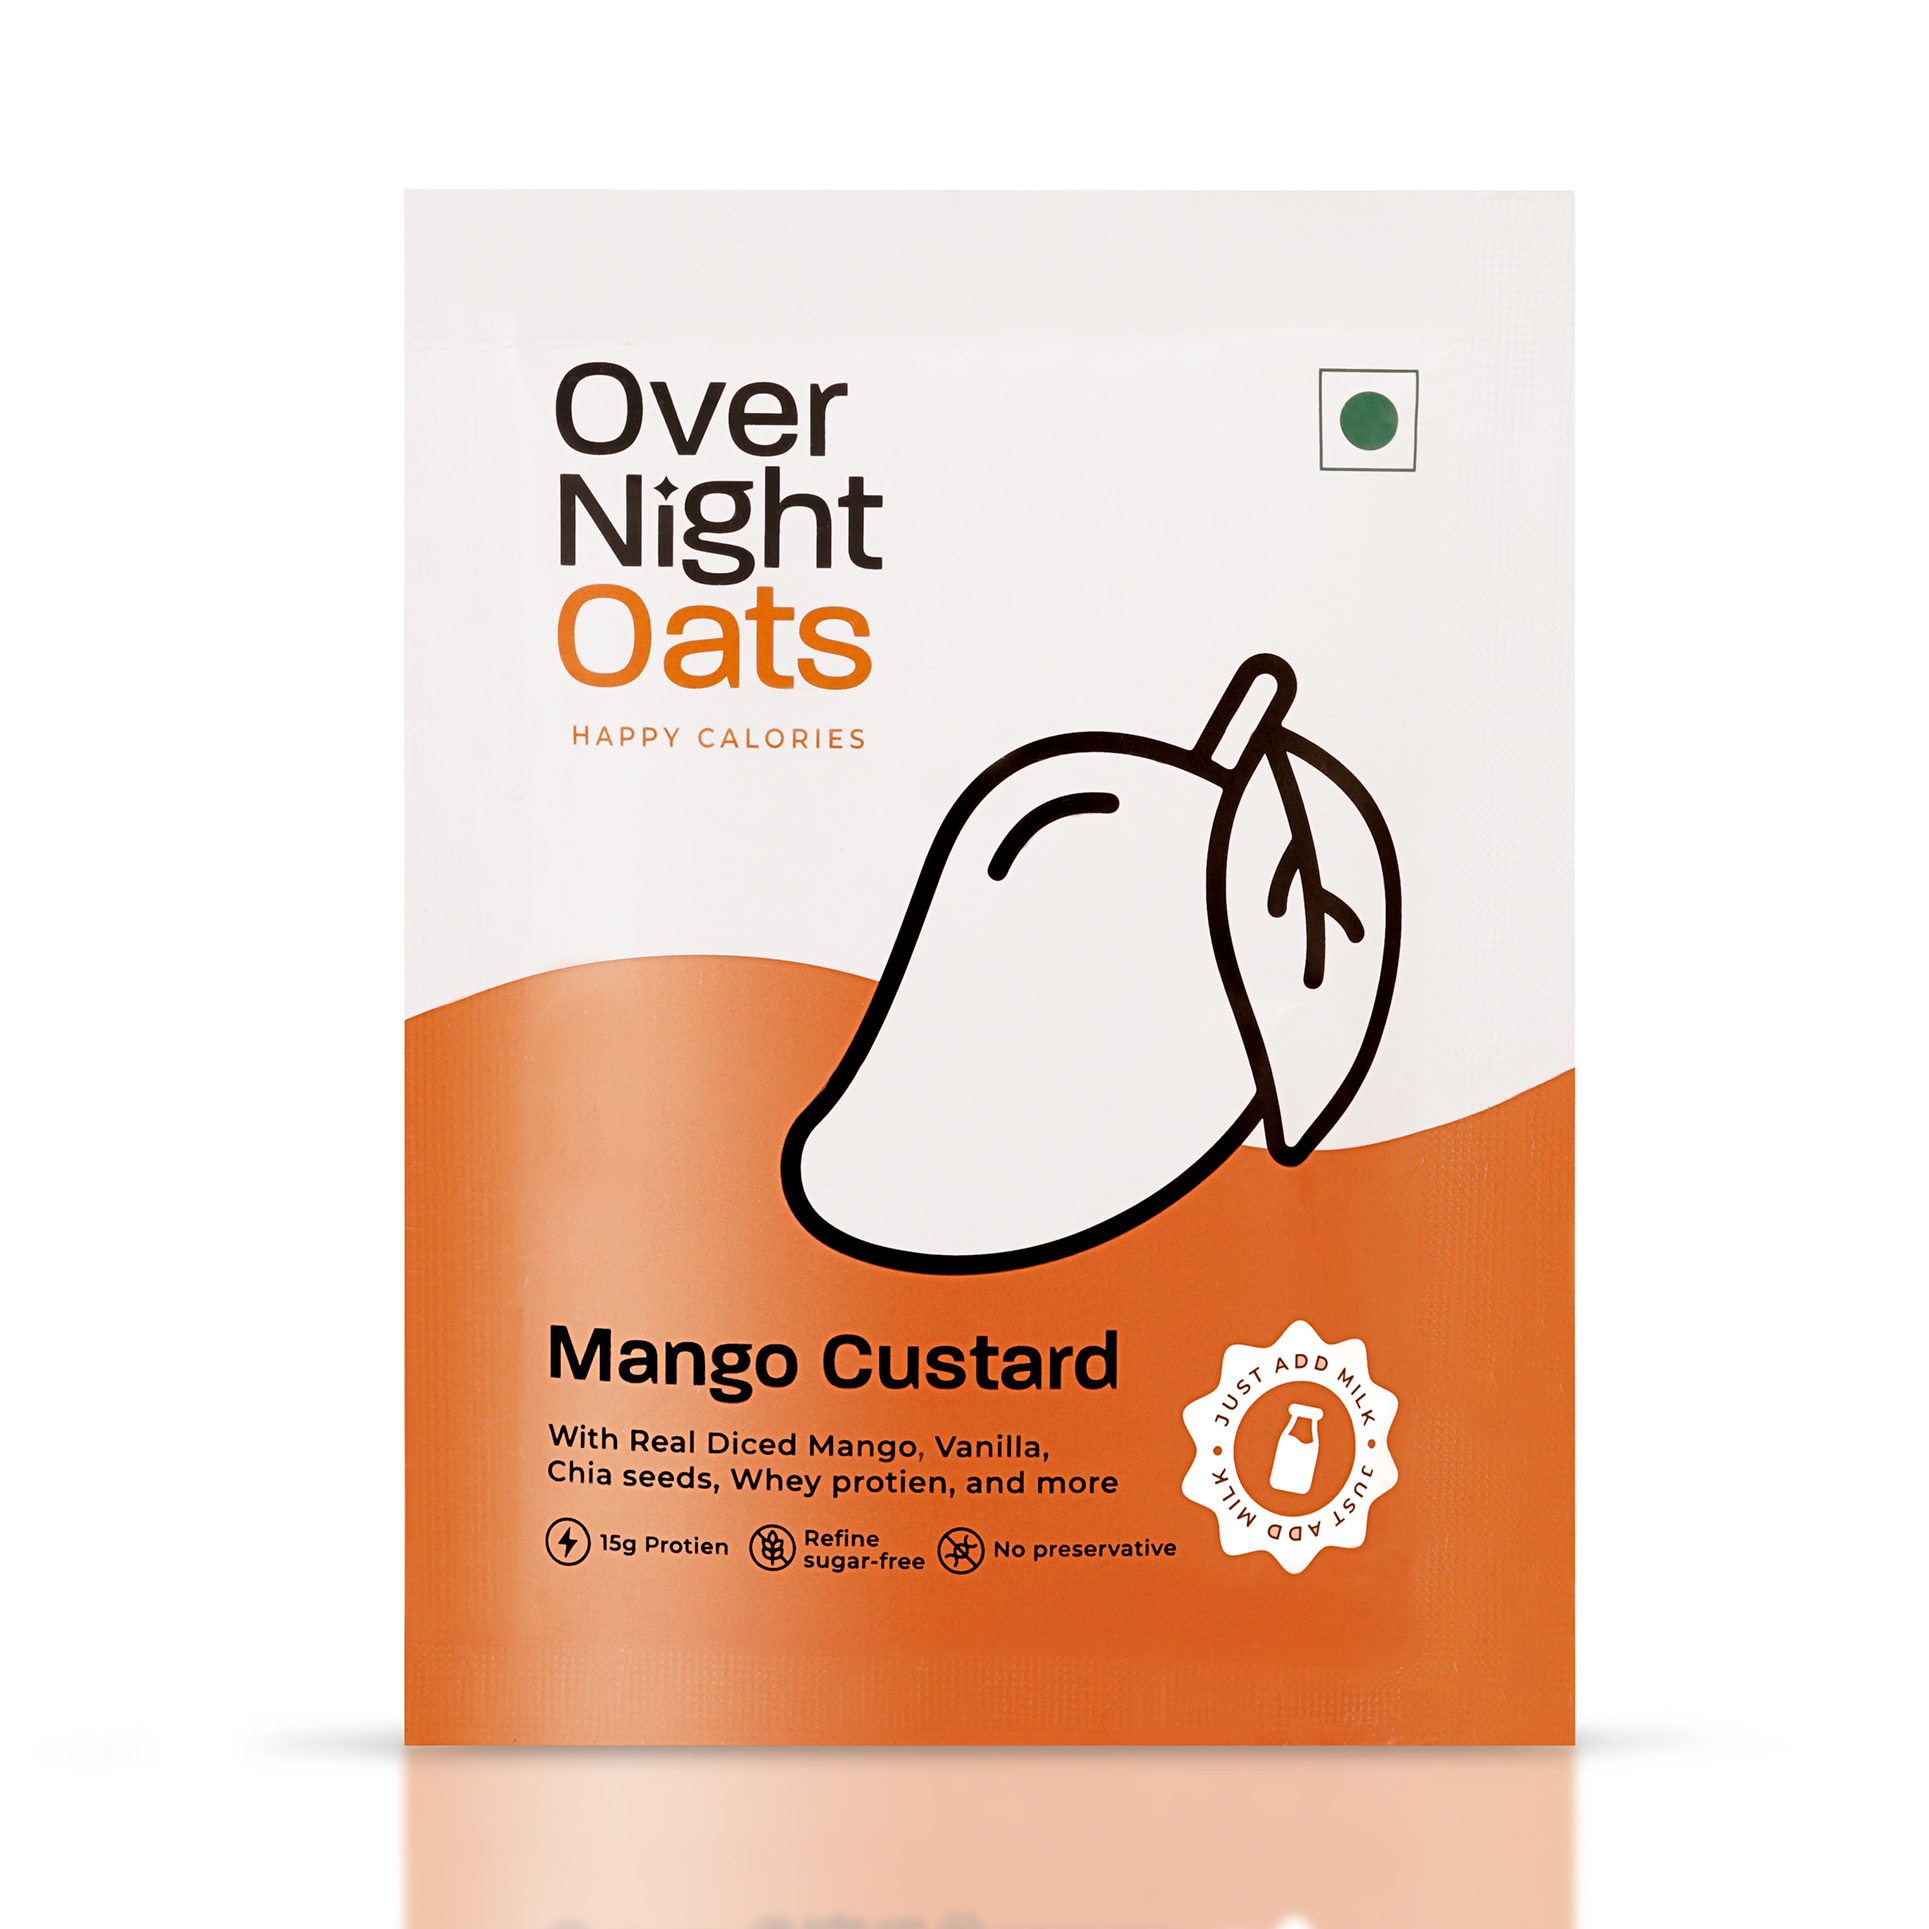 Over
Night
Oats
HAPPY CALORIES
Mango Custard
With Real Diced Mango, Vanilla,
Chia seeds, Whey protien, and more
15g Protien
Refine
sugar-free
No preservative
JUST ADD MILK • JUST ADD MILK •